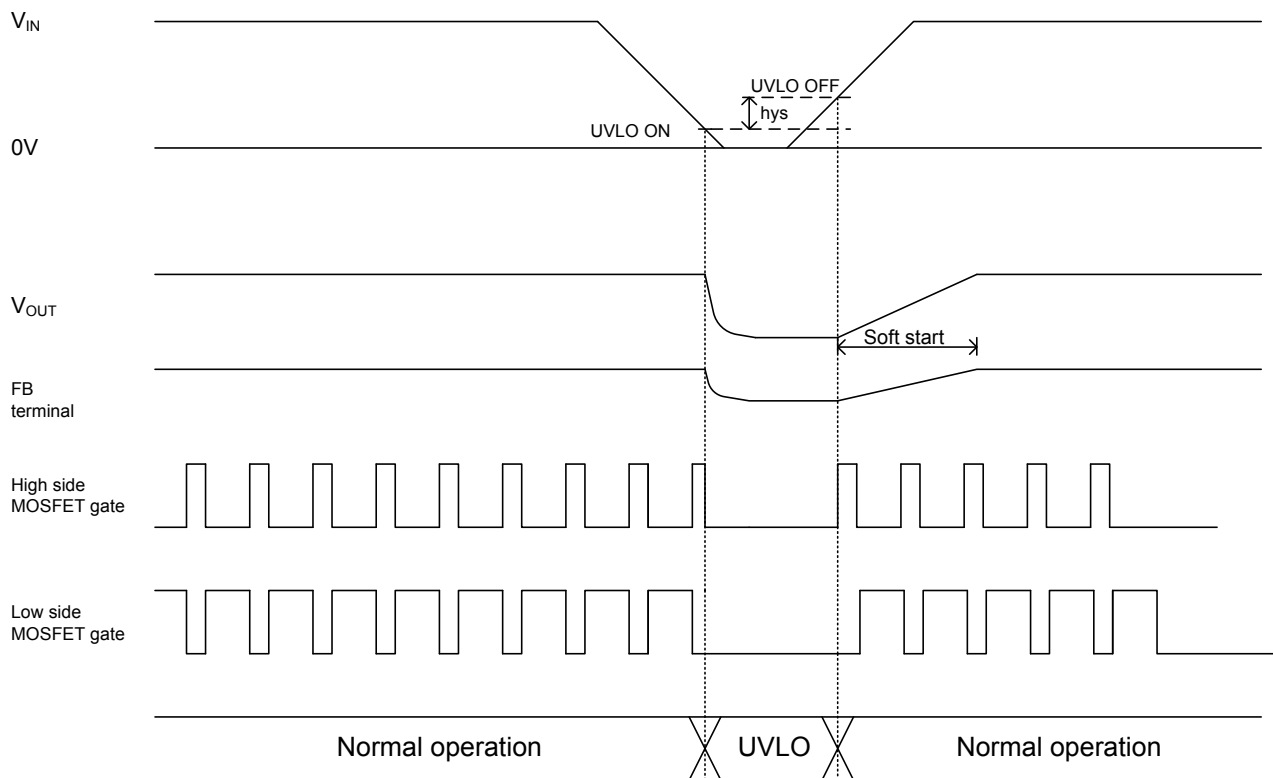 VIN
UVLO OFF
hys
UVLO ON
0V
VOUT
Soft start
FB
terminal
High side
MOSFET gate
Low side
MOSFET gate
Normal operation
UVLO
Normal operation